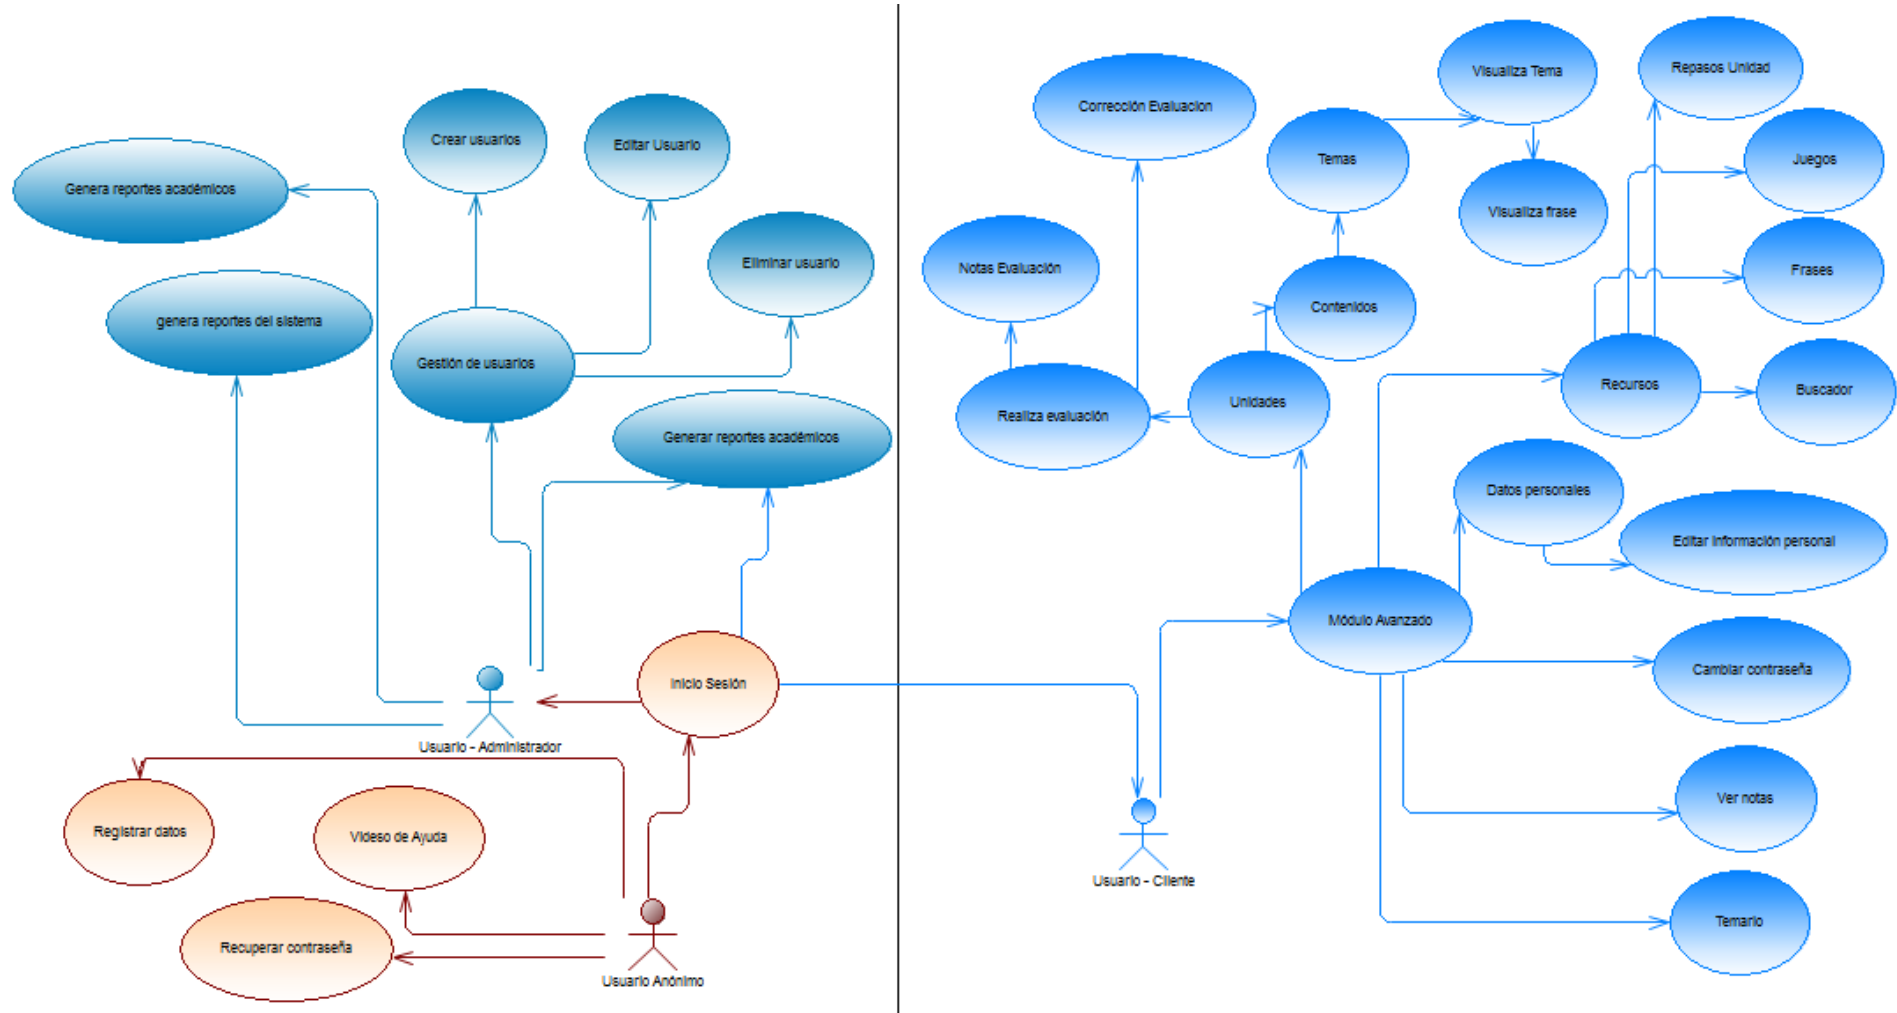 Crear usuarios
Editar Usuario
Genera reportes académicos
Eliminar usuario
genera reportes del sistema
Gestión de usuarios
Generar reportes académicos
Inicio Sesión
Usuario - Administrador
Registrar datos
Videso de Ayuda
Recuperar contraseña
Usuario Anónimo
Visualiza Tema
Repasos Unidad
Corrección Evaluacion
Temas
Juegos
Visualiza frase
Notas Evaluación
Frases
Contenidos
Recursos
Buscador
Unidades
Realiza evaluación
Datos personales
Editar información personal
Módulo Avanzado
Cambiar contraseña
Ver notas
Usuario - Cliente
Temario